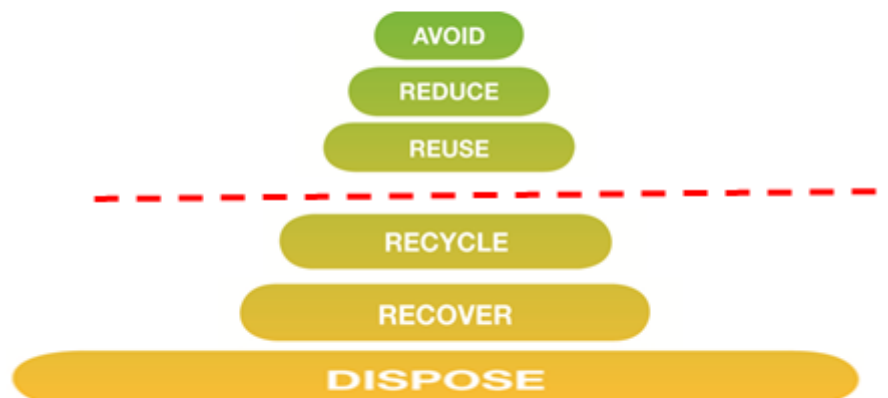 AVOID
REDUCE
REUSE
RECYCLE
RECOVER
DISPOSE